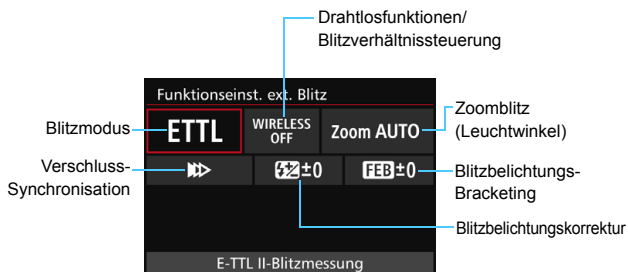 Drahtlosfunktionen/
Blitzverhältnissteuerung
Funktionseinst. ext. Blitz
Blitzmodus
ETTL
WIRELESS
OFF
Zoom AUTO
Zoomblitz
(Leuchtwinkel)
Verschluss-
Synchronisation
±0
FEB ±0
Blitzbelichtungs-
Bracketing
Blitzbelichtungskorrektur
E-TTL II-Blitzmessung